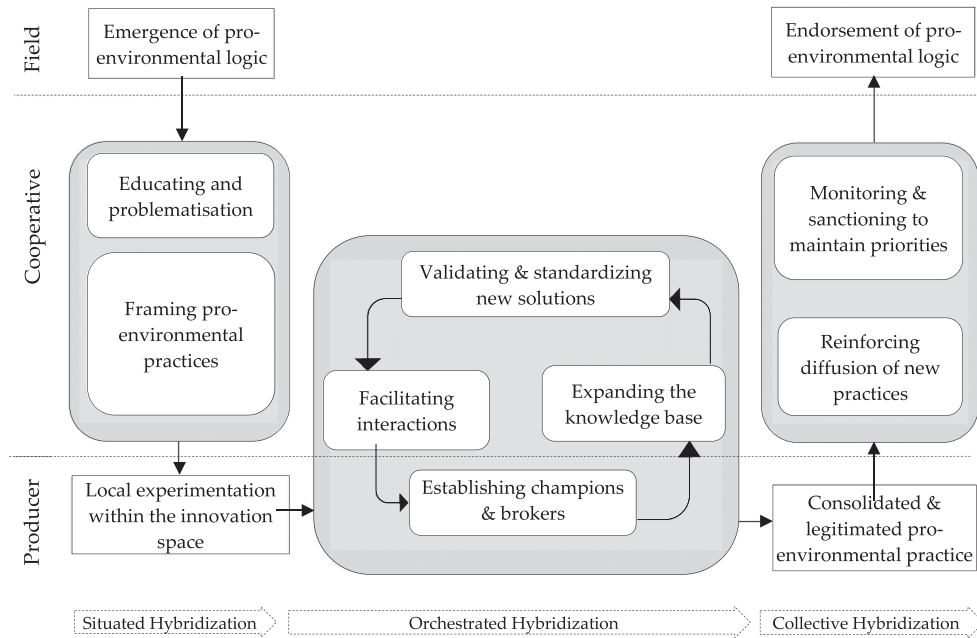 Field
Emergence of pro-
environmental logic
Endorsement of pro-
environmental logic
Cooperative
Educating and
problematisation
Framing pro-
environmental
practices
Validating & standardizing
new solutions
Facilitating
interactions
Expanding the
knowledge base
Establishing champions
& brokers
Monitoring &
sanctioning to
maintain priorities
Reinforcing
diffusion of new
practices
Producer
Local experimentation
within the innovation
space
Consolidated &
legitimated pro-
environmental practice
Situated Hybridization
Orchestrated Hybridization
Collective Hybridization